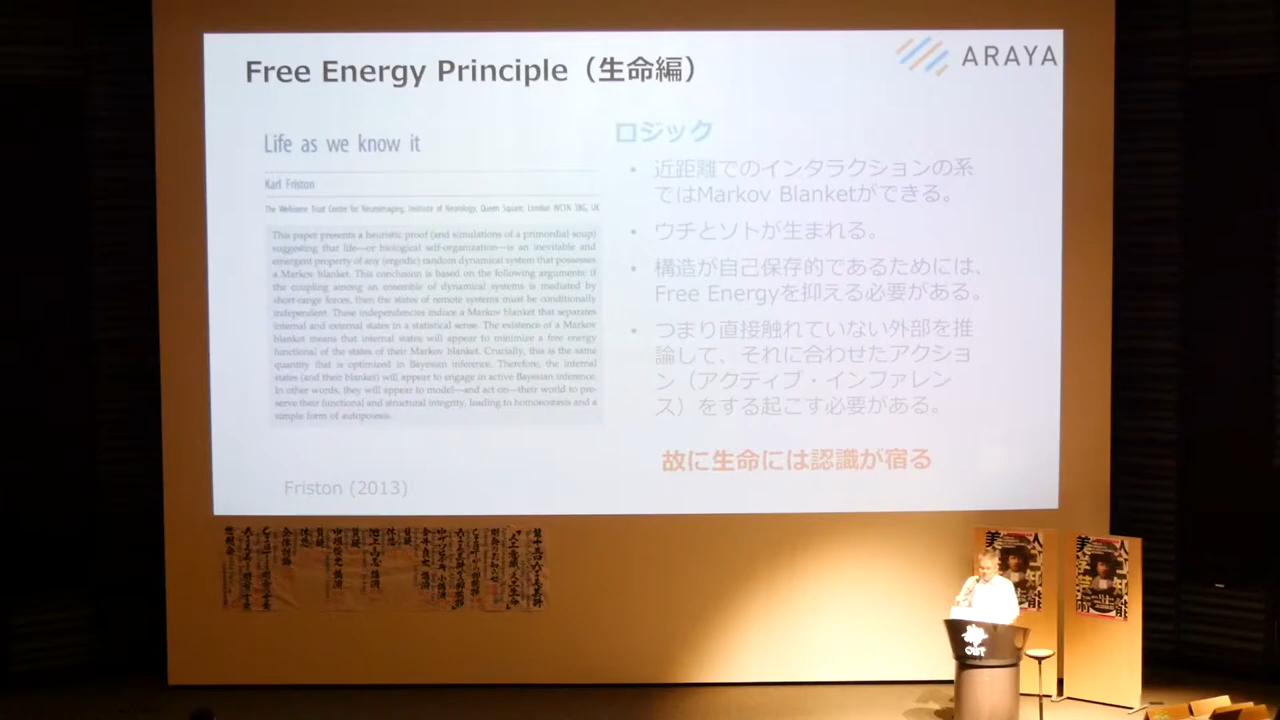 Free Energy Principle（生命編）
ARAYA
Life as we know it
Karl Friston
The Wellcome Trust Centre for Neuroimaging, Institute of Neurology, Queen Square, London WC1N 3BG, UK
This paper presents a heuristic proof (and simulations of a primordial soup)
suggesting that life—or biological self-organization—is an inevitable and
emergent property of any (ergodic) random dynamical system that possesses
a Markov blanket. This conclusion is based on the following arguments: if
the coupling among an ensemble of dynamical systems is mediated by
short-range forces, then the states of remote systems must be conditionally
independent. These independencies induce a Markov blanket that separates
internal and external states in a statistical sense. The existence of a Markov
blanket means that internal states will appear to minimize a free energy
functional of the states of their Markov blanket. Crucially, this is the same
quantity that is optimized in Bayesian inference. Therefore, the internal
states (and their blanket) will appear to engage in active Bayesian inference.
In other words, they will appear to model—and act on—their world to pre-
serve their functional and structural integrity, leading to homoeostasis and a
simple form of autopoiesis.
Friston (2013)
ロジック
• 近距離でのインタラクションの系
ではMarkov Blanketができる。
• ウチとソトが生まれる。
• 構造が自己保存的であるためには、
Free Energyを抑える必要がある。
• つまり直接触れていない外部を推
論して、それに合わせたアクショ
ン（アクティブ・インファレン
ス）をする起こす必要がある。
故に生命には認識が宿る
人工知能
美学芸術
人工知能
美学芸術